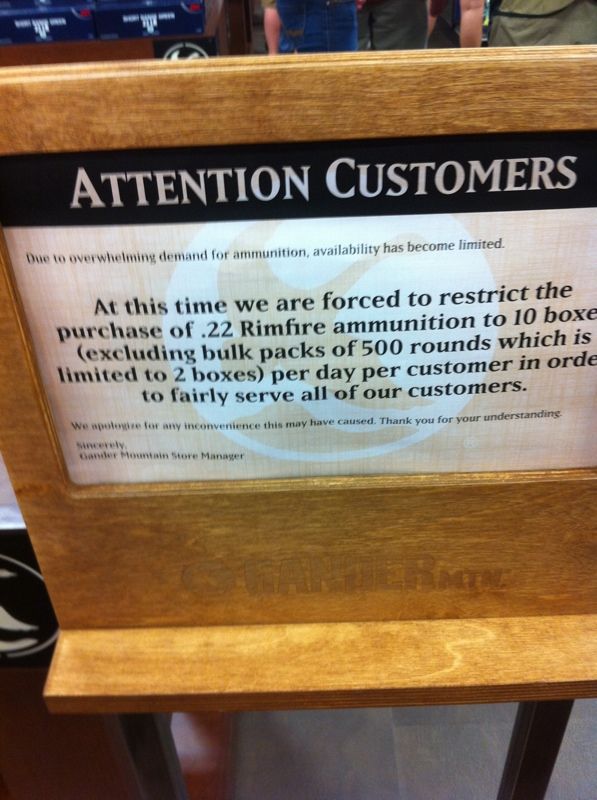 ATTENTION CUSTOMERS
Due to overwhelming demand for ammunition, availability has become limited.
At this time we are forced to restrict the
purchase of .22 Rimfire ammunition to 10 boxe
(excluding bulk packs of 500 rounds which is
limited to 2 boxes) per day per customer in orde
to fairly serve all of our customers.
We apologize for any inconvenience this may have caused. Thank you for your understanding.
Sincerely,
Gander Mountain Store Manager
®
GANDER MTN.